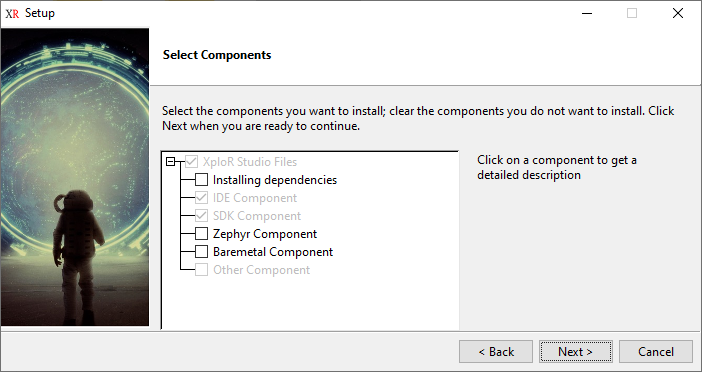 XR Setup
Select Components
Select the components you want to install; clear the components you do not want to install. Click
Next when you are ready to continue.
XploR Studio Files
Installing dependencies
IDE Component
SDK Component
Zephyr Component
Baremetal Component
Other Component
Click on a component to get a
detailed description
< Back
Next >
Cancel